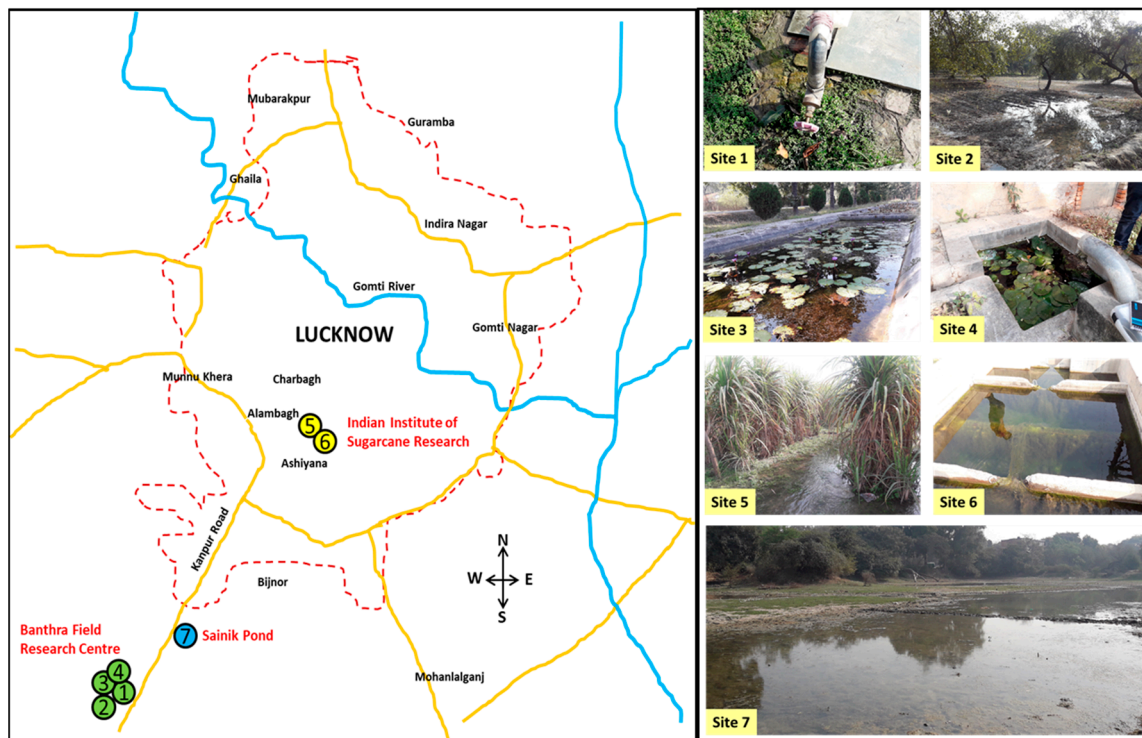 Mubarakpur
Guramba
Ghaila
Indira Nagar
Gomti River
LUCKNOW
Gomti Nagar
Munnu Khera
Charbagh
Alambagh
5
6
Indian Institute of
Sugarcane Research
Ashiyana
Kanpur Road
Bijnor
N
W
E
S
Banthra Field
Research Centre
7
Sainik Pond
4
3
1
2
Mohanlalganj
Site 1
Site 2
Site 3
Site 4
Site 5
Site 6
Site 7